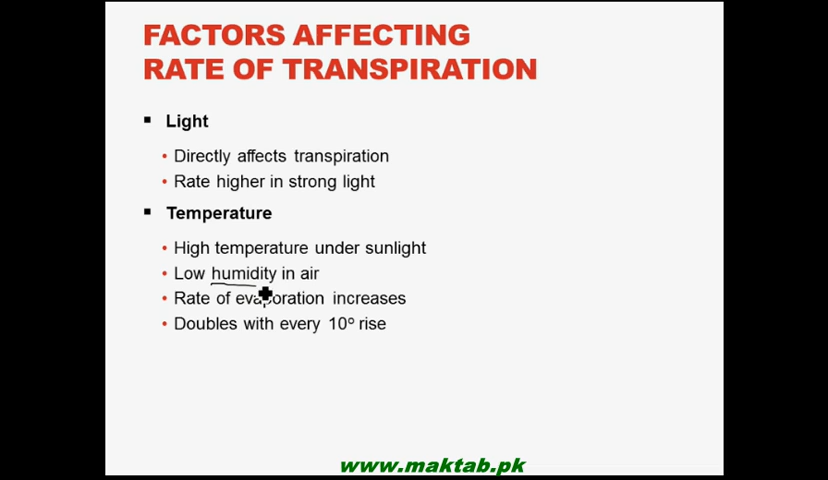 FACTORS AFFECTING
RATE OF TRANSPIRATION
Light
Directly affects transpiration
Rate higher in strong light
Temperature
High temperature under sunlight
Low humidity in air
Rate of evaporation increases
Doubles with every 10º rise
www.maktab.pk